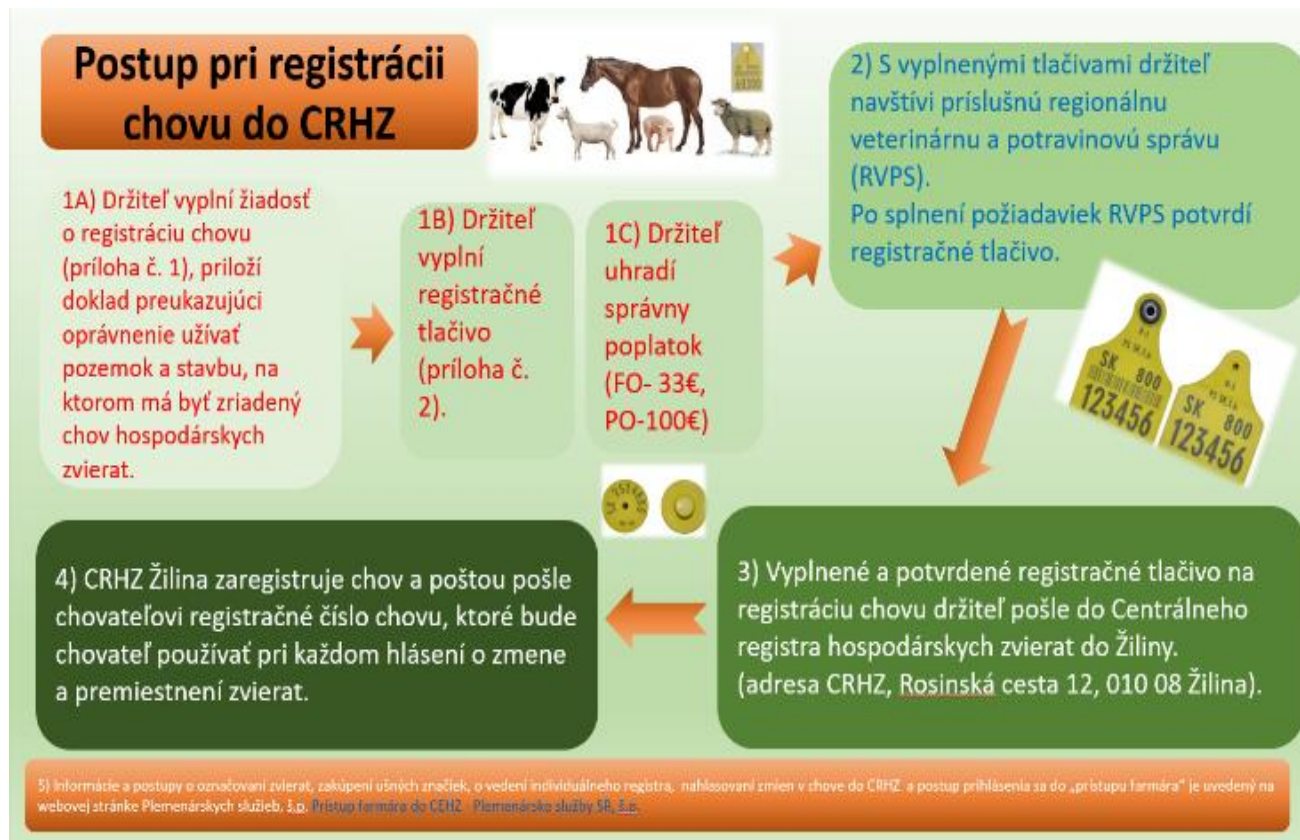 Postup pri registrácii
chovu do CRHZ
1A) Držiteľ vyplní žiadosť
o registráciu chovu
(príloha č. 1), priloží
doklad preukazujúci
oprávnenie užívať
pozemok a stavbu, na
ktorom má byť zriadený
chov hospodárskych
zvierat.
1B) Držiteľ
vyplní
registračné
tlačivo
(príloha č.
2).
1C) Držiteľ
uhradí
správny
poplatok
(FO- 33€,
PO-100€)
2) S vyplnenými tlačivami držiteľ
navštívi príslušnú regionálnu
veterinárnu a potravinovú správu
(RVPS).
Po splnení požiadaviek RVPS potvrdí
registračné tlačivo.
SK 800
123456
SK 800
123456
3) Vyplnené a potvrdené registračné tlačivo na
registráciu chovu držiteľ pošle do Centrálneho
registra hospodárskych zvierat do Žiliny.
(adresa CRHZ, Rosinská cesta 12, 010 08 Žilina).
4) CRHZ Žilina zaregistruje chov a poštou pošle
chovateľovi registračné číslo chovu, ktoré bude
chovateľ používať pri každom hlásení o zmene
a premiestnení zvierat.
5) Informácie a postupy o označovaní zvierat, zakúpení ušných značiek, o vedení individuálneho registra, nahlasovaní zmien v chove do CRHZ a postup prihlásenia sa do „prístupu farmára“ je uvedený na
webovej stránke Plemenárskych služieb, š.p. Prístup farmára do CEHZ - Plemenárske služby SR, š.p.